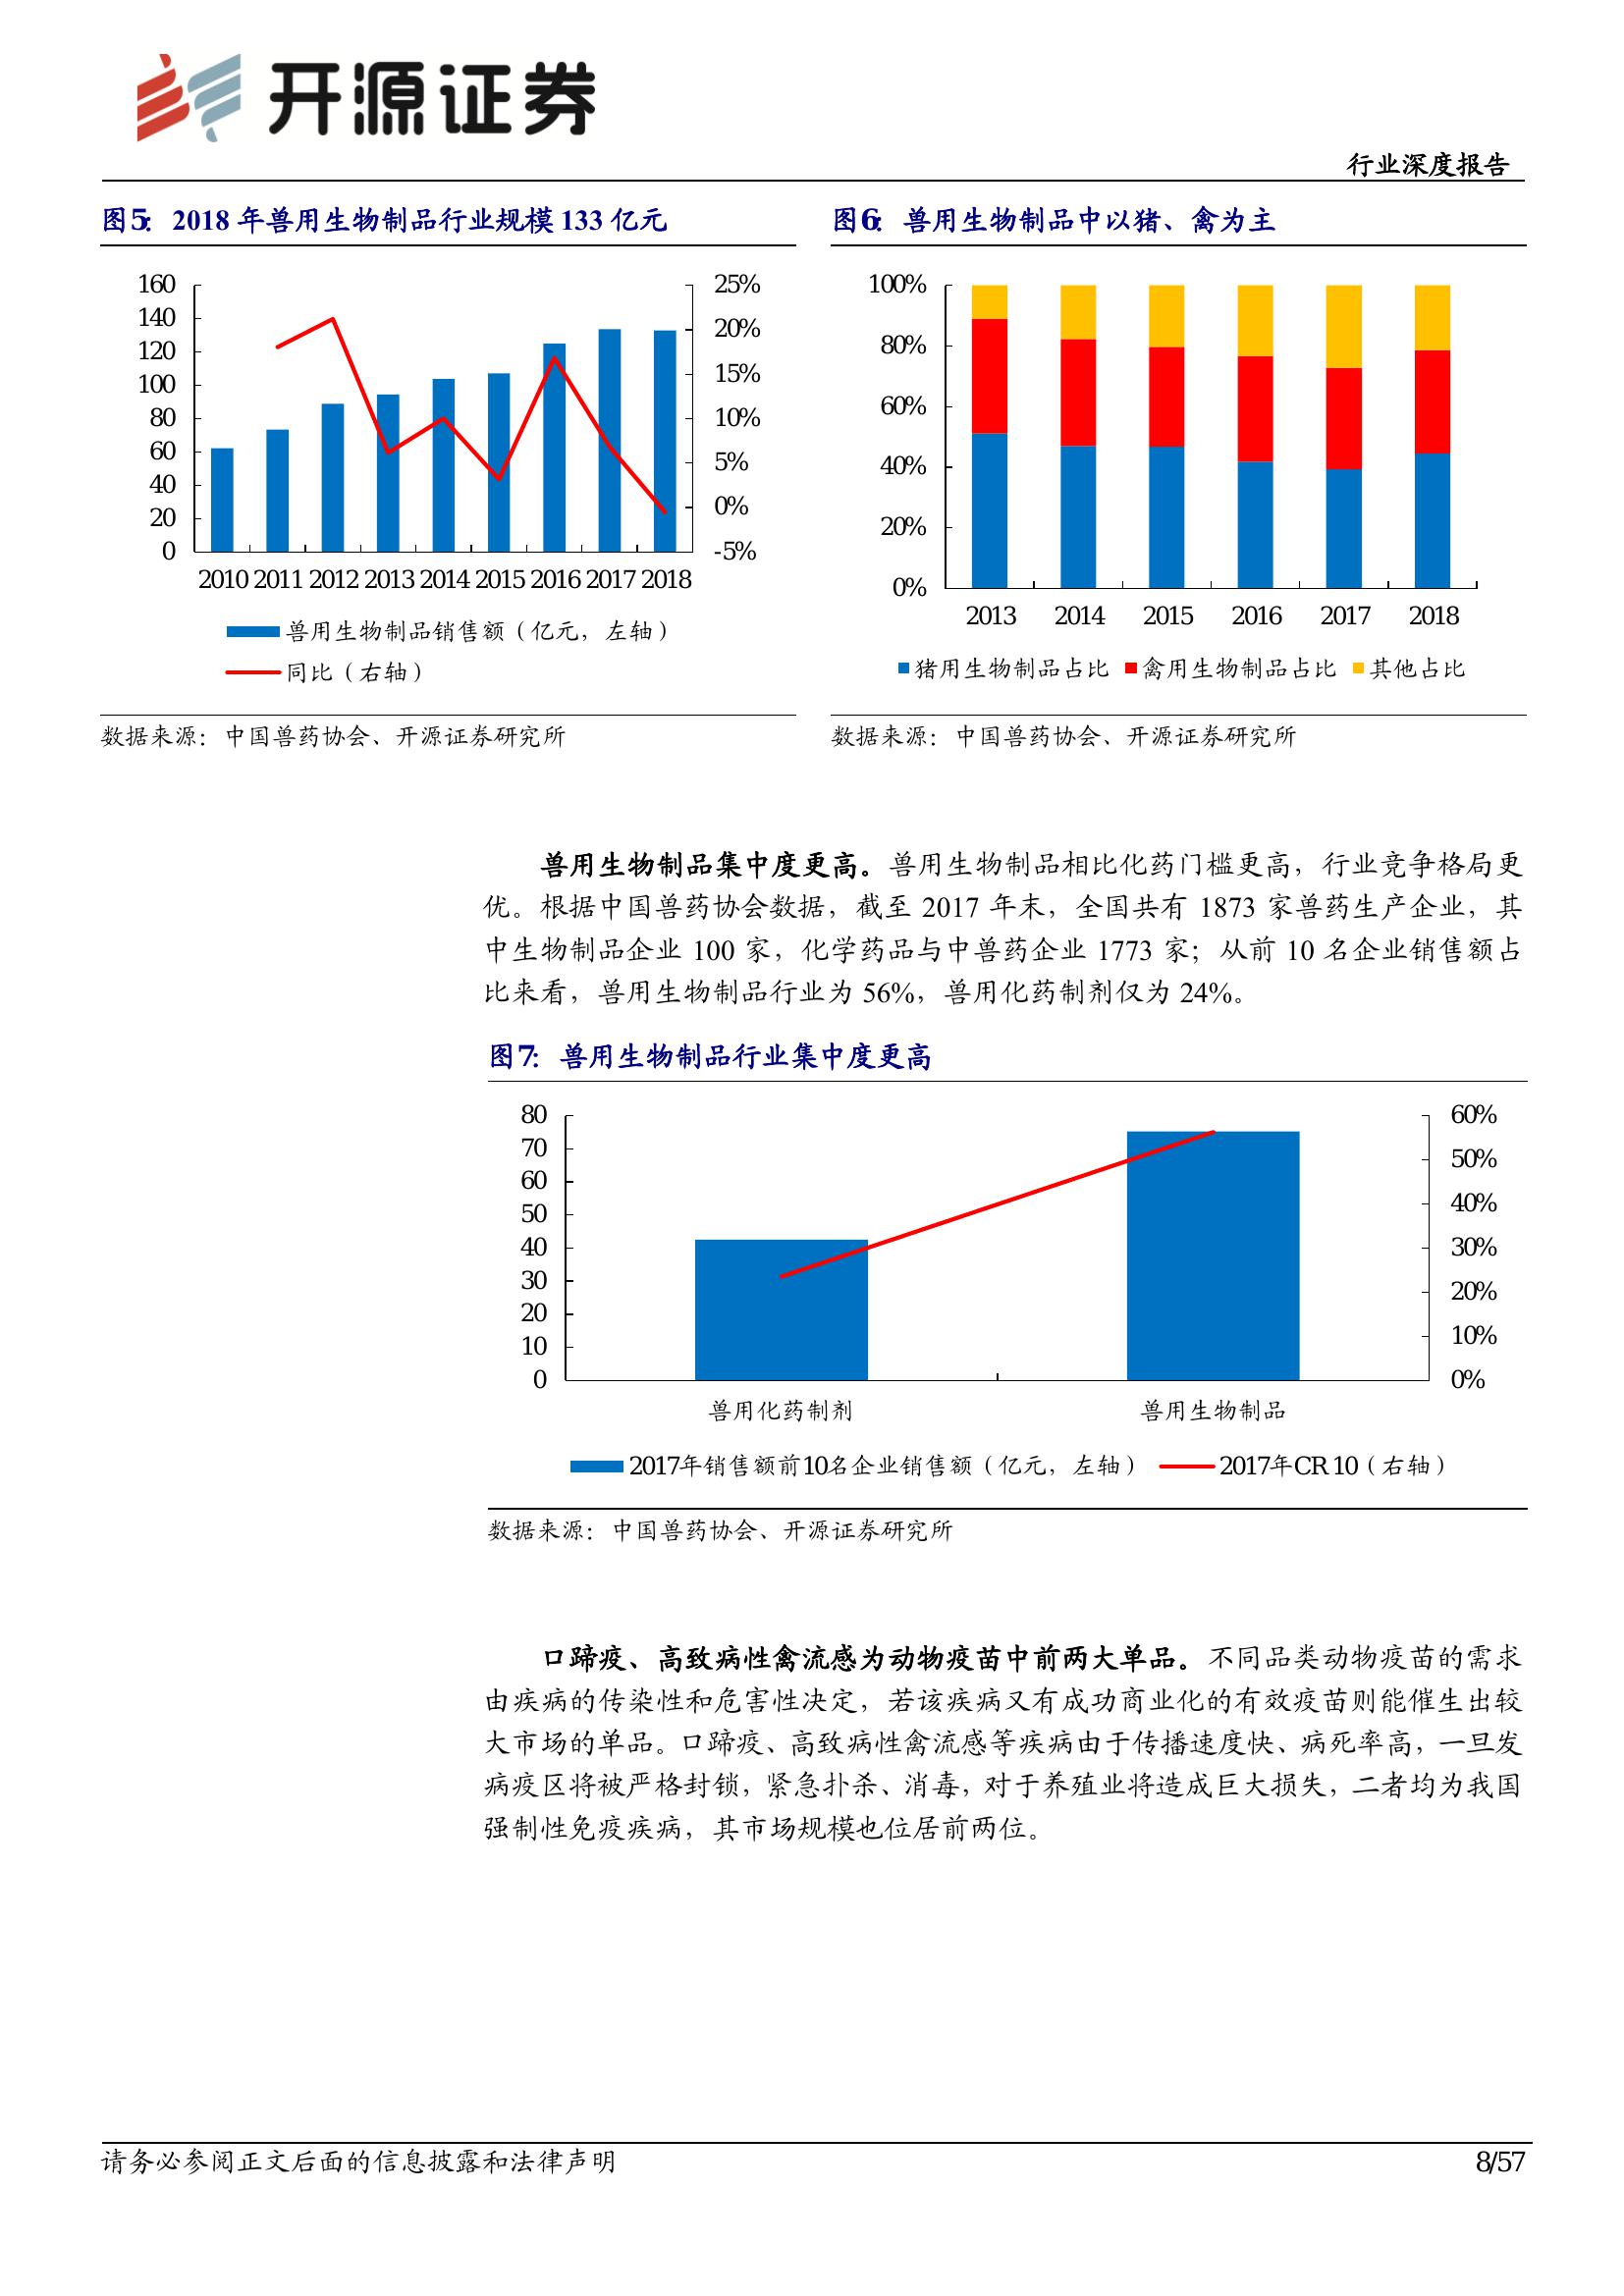 开源证券
行业深度报告
图5：2018 年兽用生物制品行业规模 133 亿元
160
140
120
100
80
60
40
20
0
25%
20%
15%
10%
5%
0%
-5%
2010 2011 2012 2013 2014 2015 2016 2017 2018
兽用生物制品销售额（亿元，左轴）
同比（右轴）
数据来源：中国兽药协会、开源证券研究所
图6：兽用生物制品中以猪、禽为主
100%
80%
60%
40%
20%
0%
2013 2014 2015 2016 2017 2018
猪用生物制品占比 禽用生物制品占比 其他占比
数据来源：中国兽药协会、开源证券研究所
兽用生物制品集中度更高。兽用生物制品相比化药门槛更高，行业竞争格局更
优。根据中国兽药协会数据，截至 2017 年末，全国共有 1873 家兽药生产企业，其
中生物制品企业 100 家，化学药品与中兽药企业 1773 家；从前 10 名企业销售额占
比来看，兽用生物制品行业为 56%，兽用化药制剂仅为 24%。
图7：兽用生物制品行业集中度更高
80
70
60
50
40
30
20
10
0
60%
50%
40%
30%
20%
10%
0%
兽用化药制剂 兽用生物制品
2017年销售额前10名企业销售额（亿元，左轴） 2017年CR10（右轴）
数据来源：中国兽药协会、开源证券研究所
口蹄疫、高致病性禽流感为动物疫苗中前两大单品。不同品类动物疫苗的需求
由疾病的传染性和危害性决定，若该疾病又有成功商业化的有效疫苗则能催生出较
大市场的单品。口蹄疫、高致病性禽流感等疾病由于传播速度快、病死率高，一旦发
病疫区将被严格封锁，紧急扑杀、消毒，对于养殖业将造成巨大损失，二者均为我国
强制性免疫疾病，其市场规模也位居前两位。
请务必参阅正文后面的信息披露和法律声明
8/57